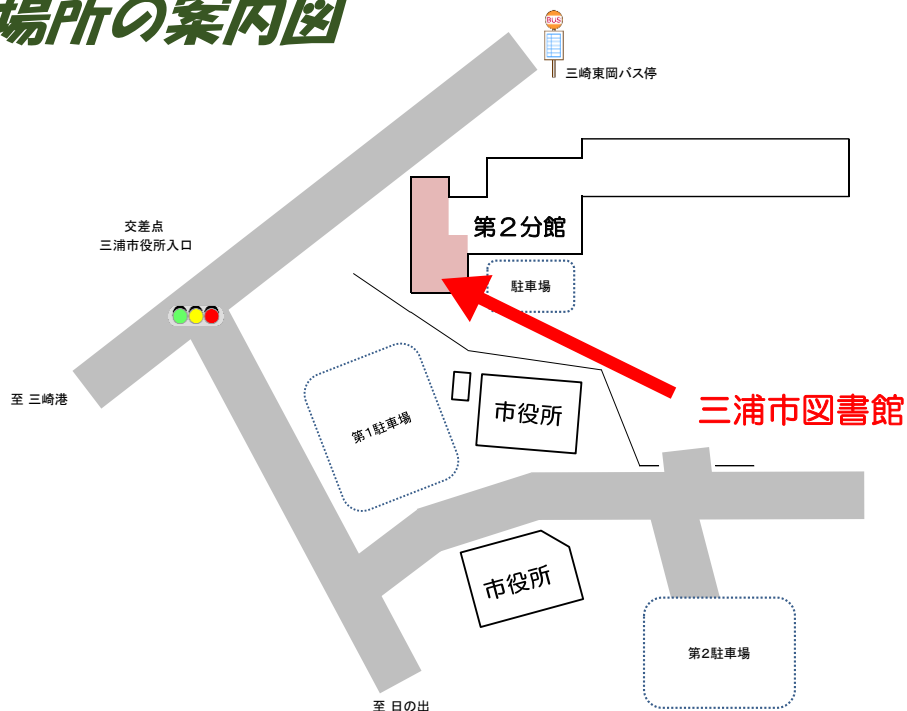 場所の案内図
BUS
三崎東岡バス停
交差点
三浦市役所入口
第２分館
駐車場
至 三崎港
三浦市図書館
市役所
第1駐車場
市役所
第2駐車場
至 日の出